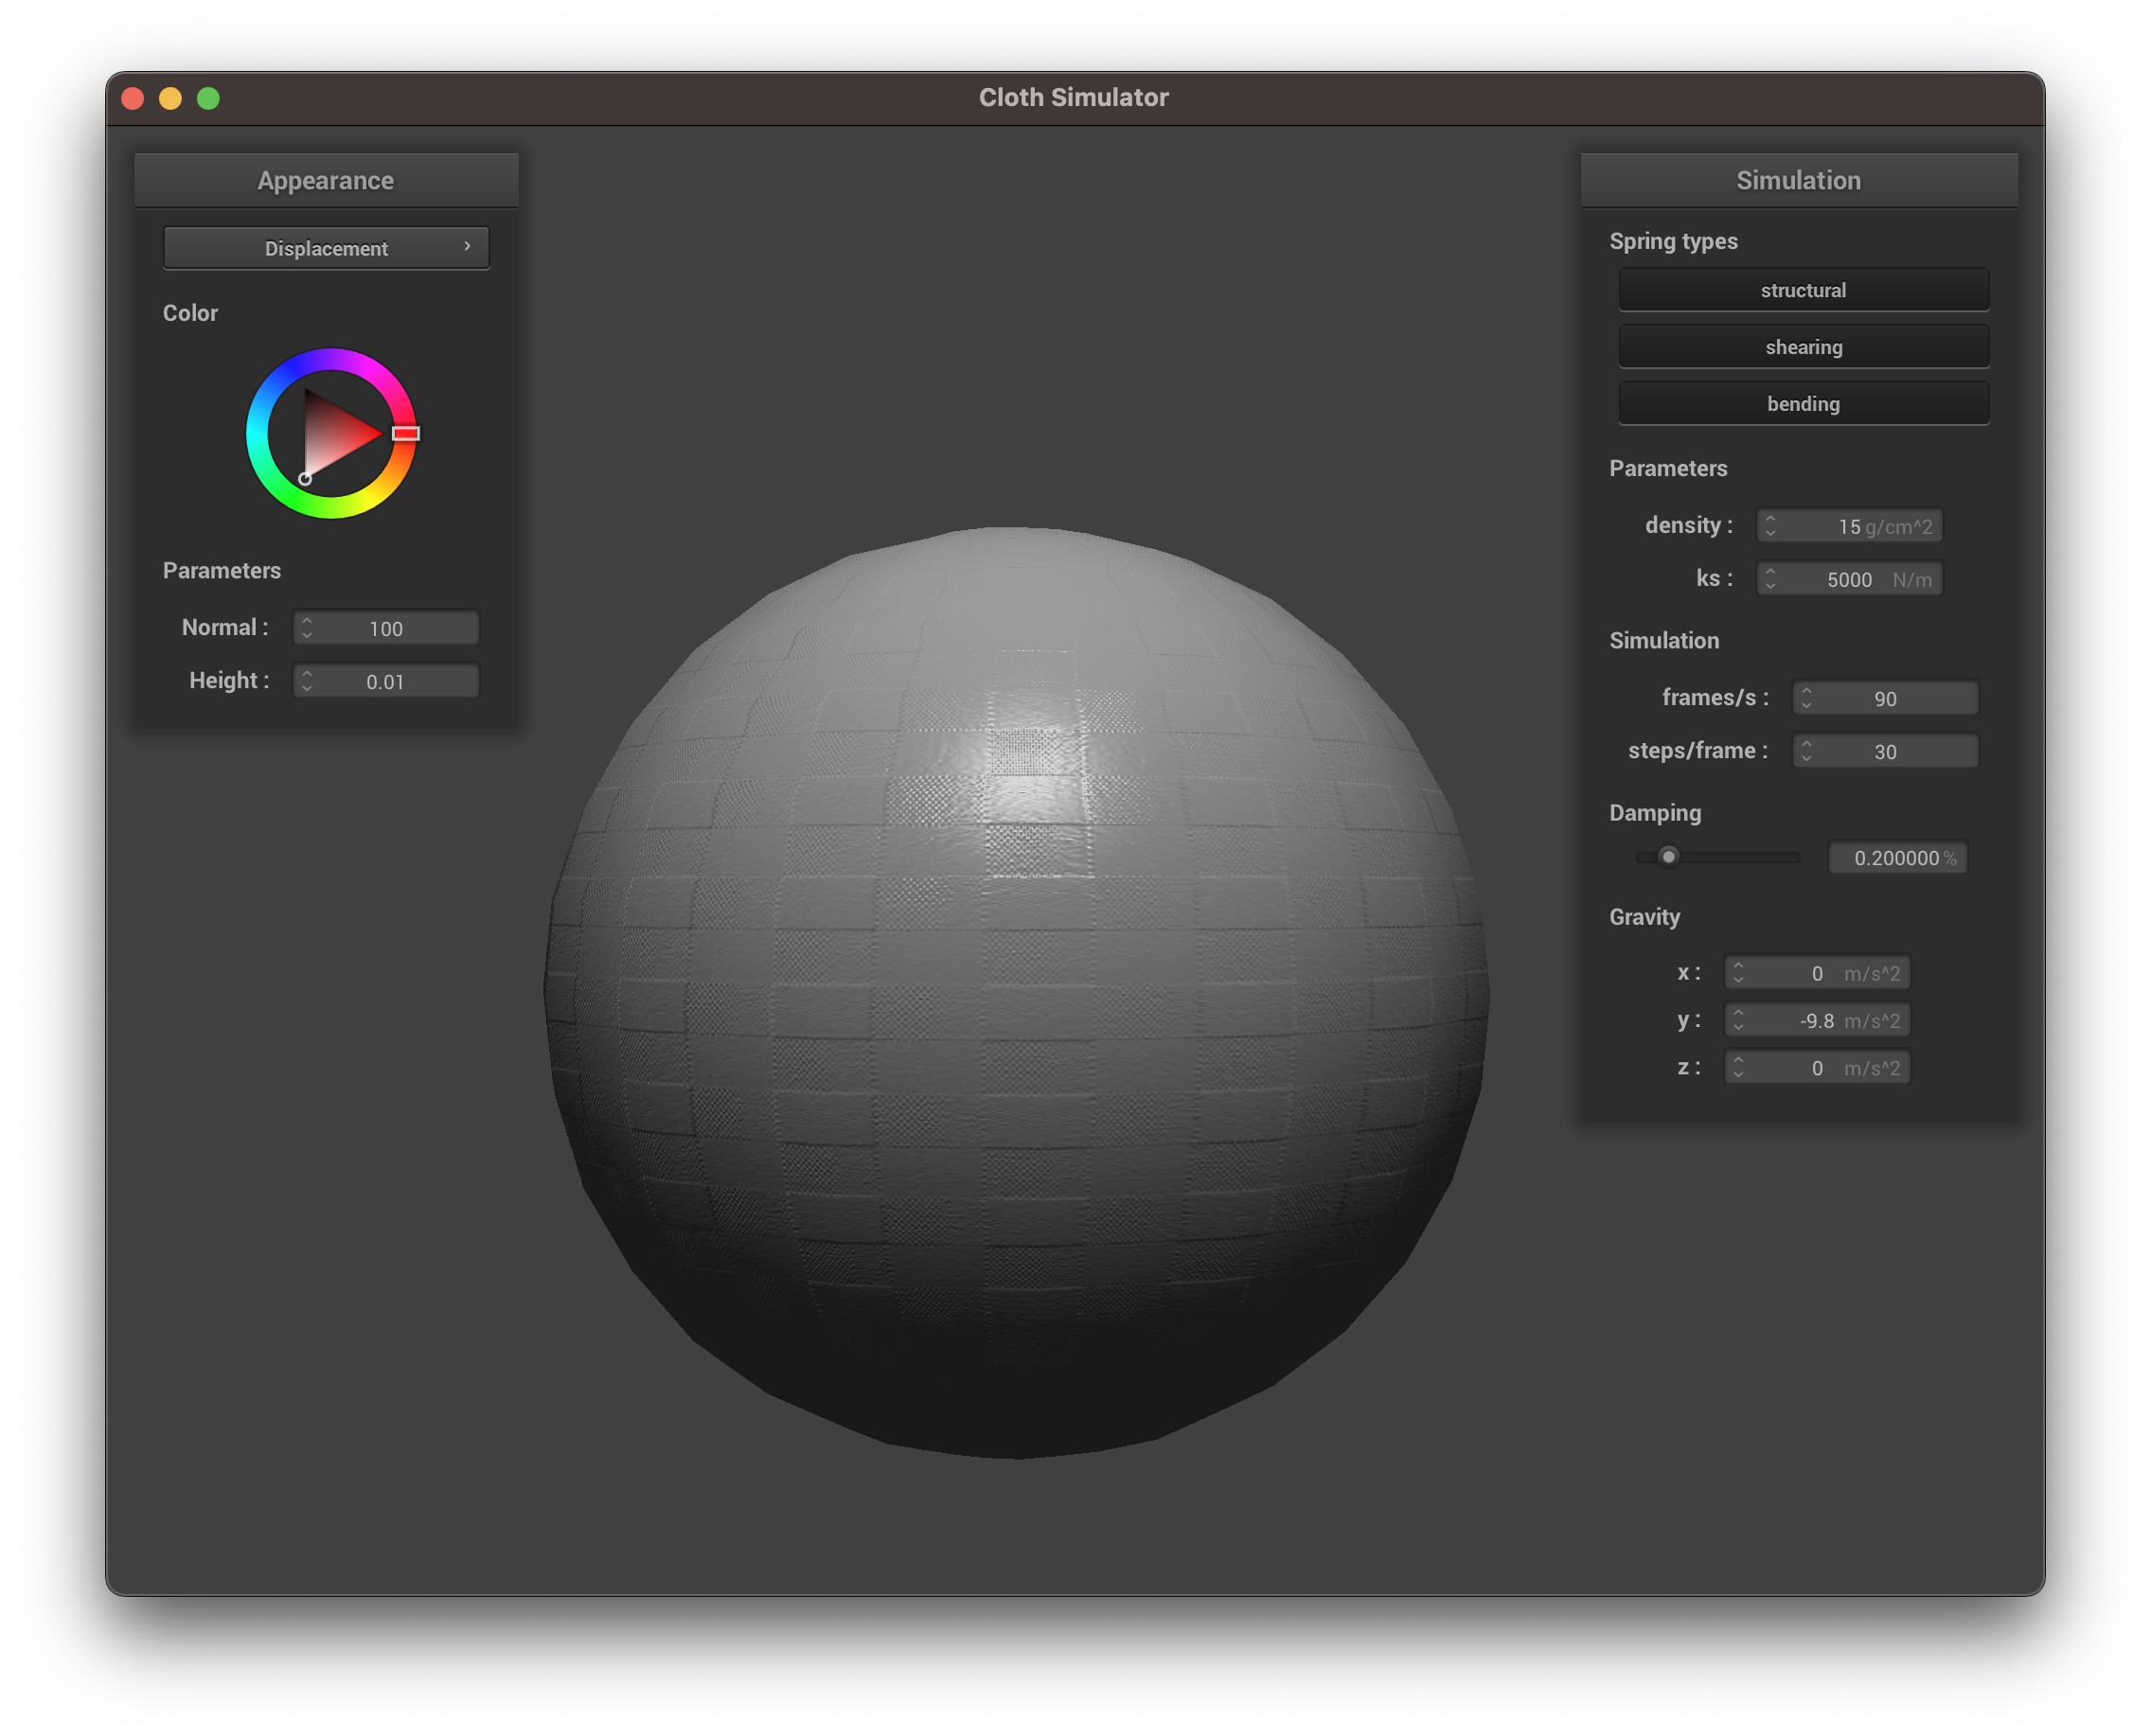 Cloth Simulator
Appearance
Displacement
Color
Parameters
Normal : 100
Height : 0.01
Simulation
Spring types
structural
shearing
bending
Parameters
density : 15 g/cm^2
ks : 5000 N/m
Simulation
frames/s : 90
steps/frame : 30
Damping
0.200000 %
Gravity
x : 0 m/s^2
y : -9.8 m/s^2
z : 0 m/s^2